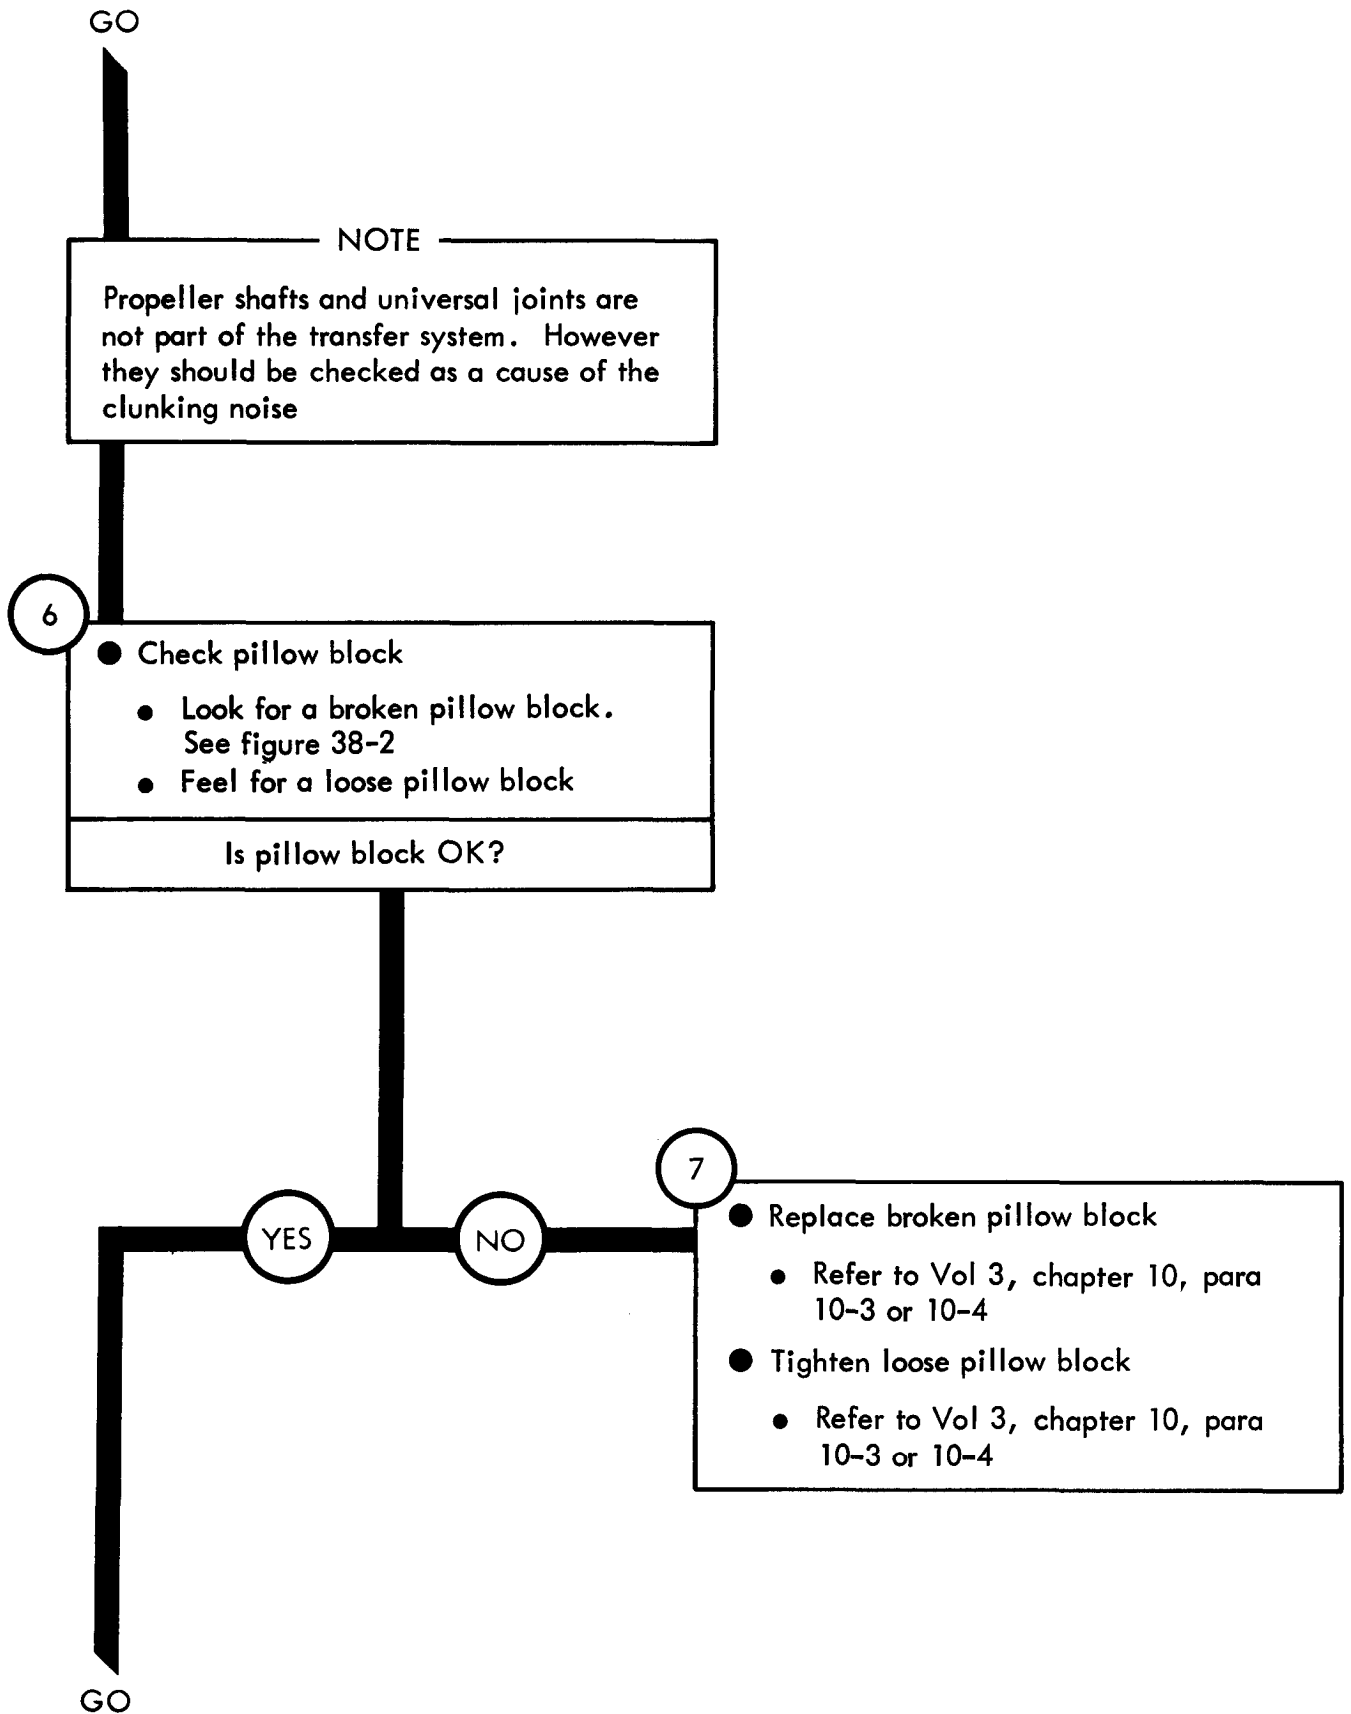 GO
NOTE
Propeller shafts and universal joints are
not part of the transfer system. However
they should be checked as a cause of the
clunking noise
6
● Check pillow block
● Look for a broken pillow block.
See figure 38-2
● Feel for a loose pillow block
Is pillow block OK?
YES
NO
7
● Replace broken pillow block
● Refer to Vol 3, chapter 10, para
10-3 or 10-4
● Tighten loose pillow block
● Refer to Vol 3, chapter 10, para
10-3 or 10-4
GO